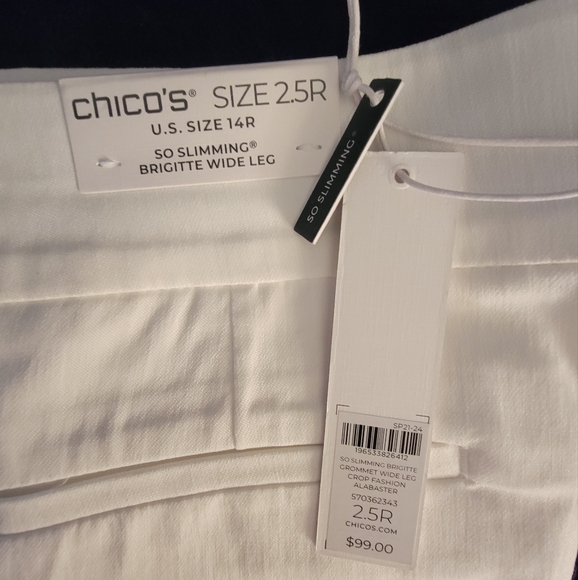 chico's® SIZE 2.5R
U.S. SIZE 14R
SO SLIMMING®
BRIGITTE WIDE LEG
SO SLIMMING®
SP21-24
196533826412
SO SLIMMING BRIGITTE
GROMMET WIDE LEG
CROP FASHION
ALABASTER
570362343
2.5R
CHICOS.COM
$99.00